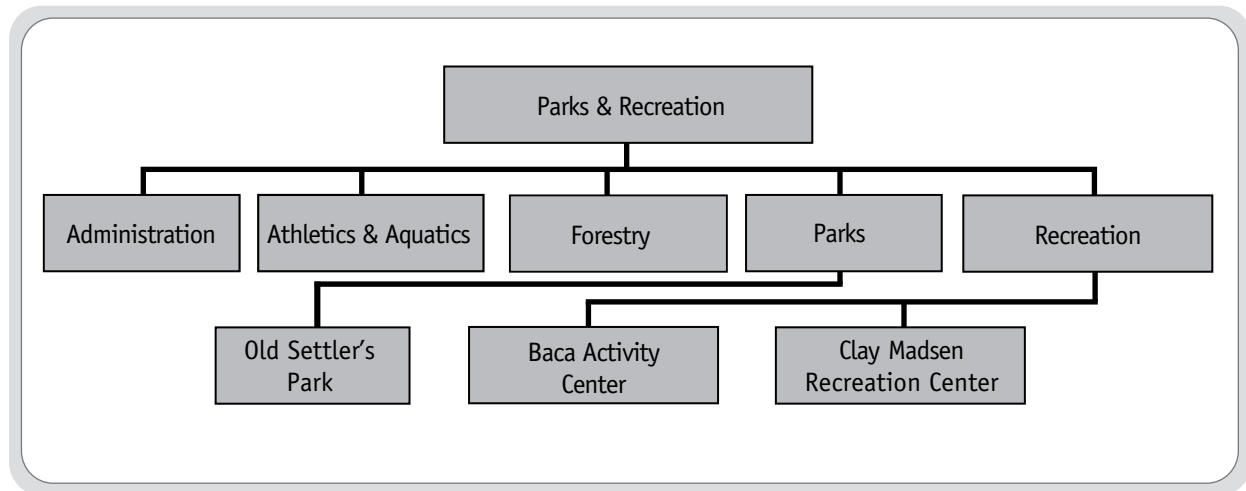 Parks & Recreation
Administration
Athletics & Aquatics
Forestry
Parks
Recreation
Old Settler's
Park
Baca Activity
Center
Clay Madsen
Recreation Center